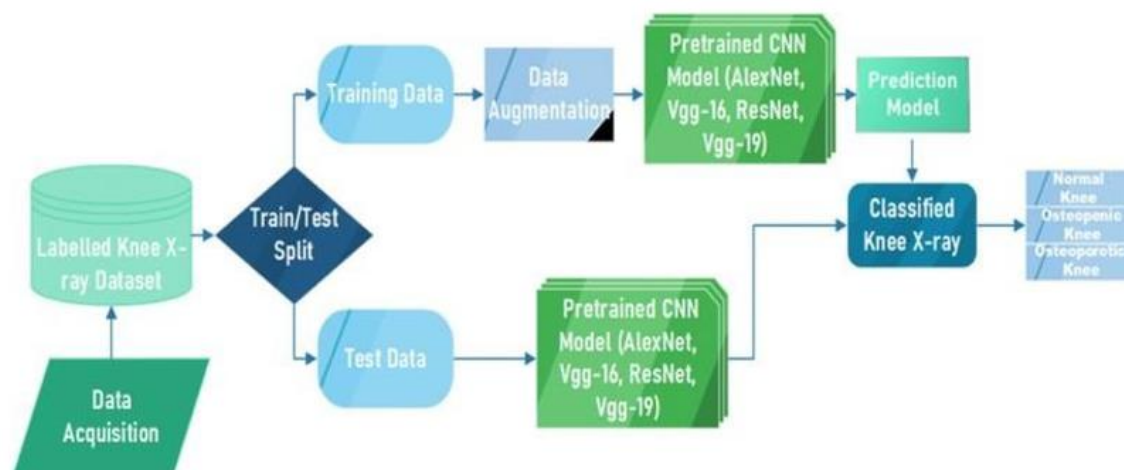 Training Data
Data
Augmentation
Pretrained CNN
Model (AlexNet,
Vgg-16, ResNet,
Vgg-19)
Prediction
Model
Labelled Knee X-
ray Dataset
Train/Test
Split
Classified
Knee X-ray
Normal
Knee
Osteopenic
Knee
Osteoporotic
Knee
Test Data
Pretrained CNN
Model (AlexNet,
Vgg-16, ResNet,
Vgg-19)
Data
Acquisition